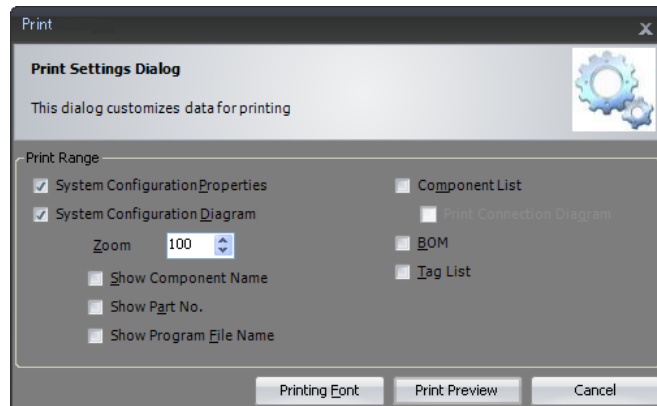 Print
x
Print Settings Dialog
This dialog customizes data for printing
Print Range
System Configuration Properties
System Configuration Diagram
Zoom 100
Show Component Name
Show Part No.
Show Program File Name
Component List
Print Connection Diagram
BOM
Tag List
Printing Font Print Preview Cancel